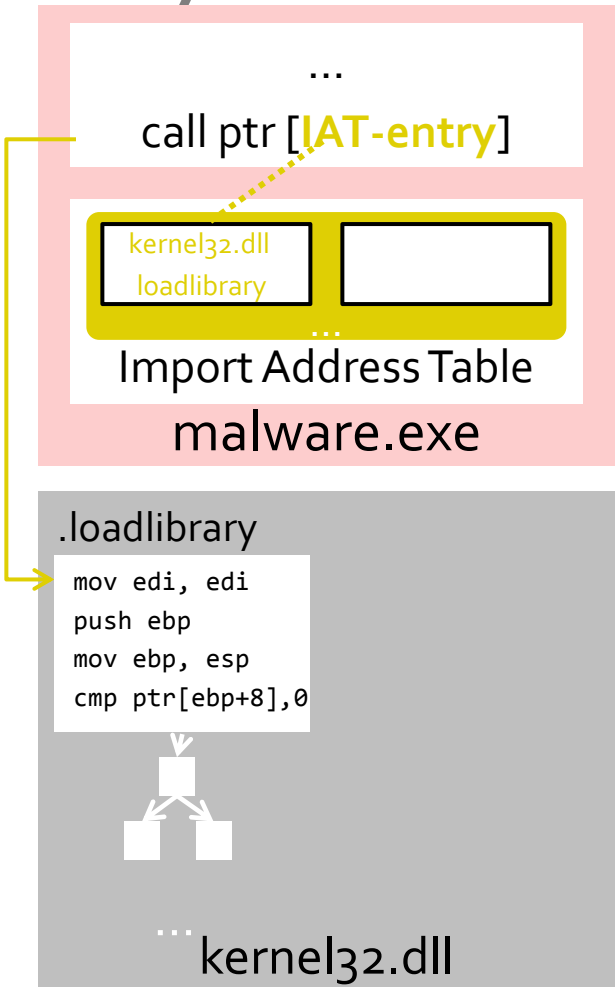 ...
call ptr [IAT-entry]
kernel32.dll
loadlibrary
...
Import Address Table
malware.exe
.loadlibrary
mov edi, edi
push ebp
mov ebp, esp
cmp ptr[ebp+8],0
...
kernel32.dll